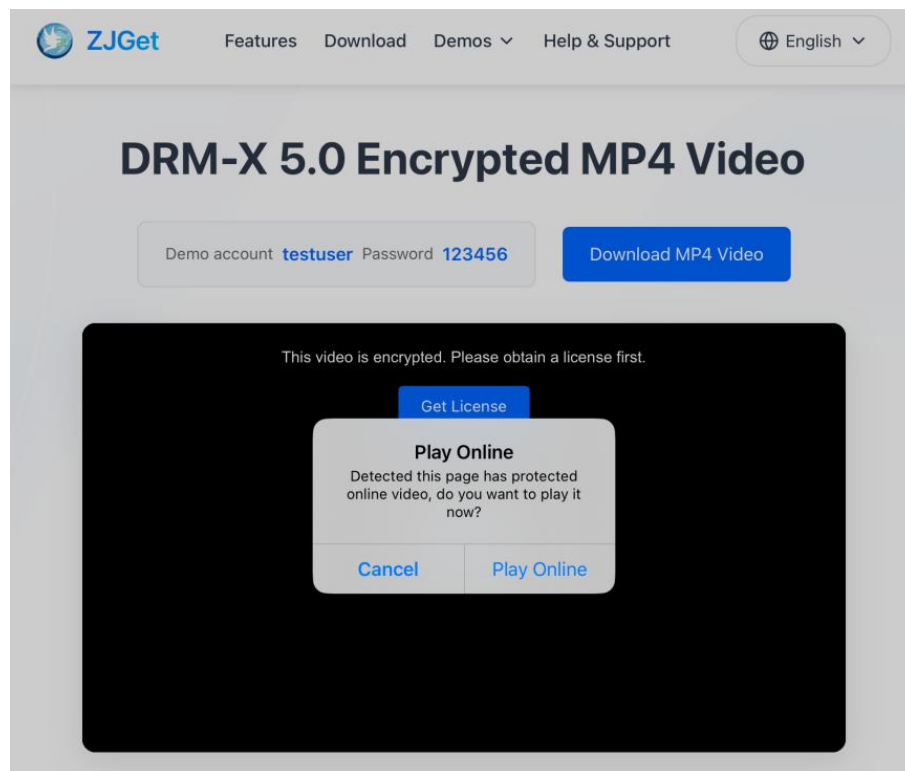 ZJGet Features Download Demos Help & Support English
DRM-X 5.0 Encrypted MP4 Video
Demo account testuser Password 123456 Download MP4 Video
This video is encrypted. Please obtain a license first.
Get License
Play Online
Detected this page has protected
online video, do you want to play it
now?
Cancel Play Online